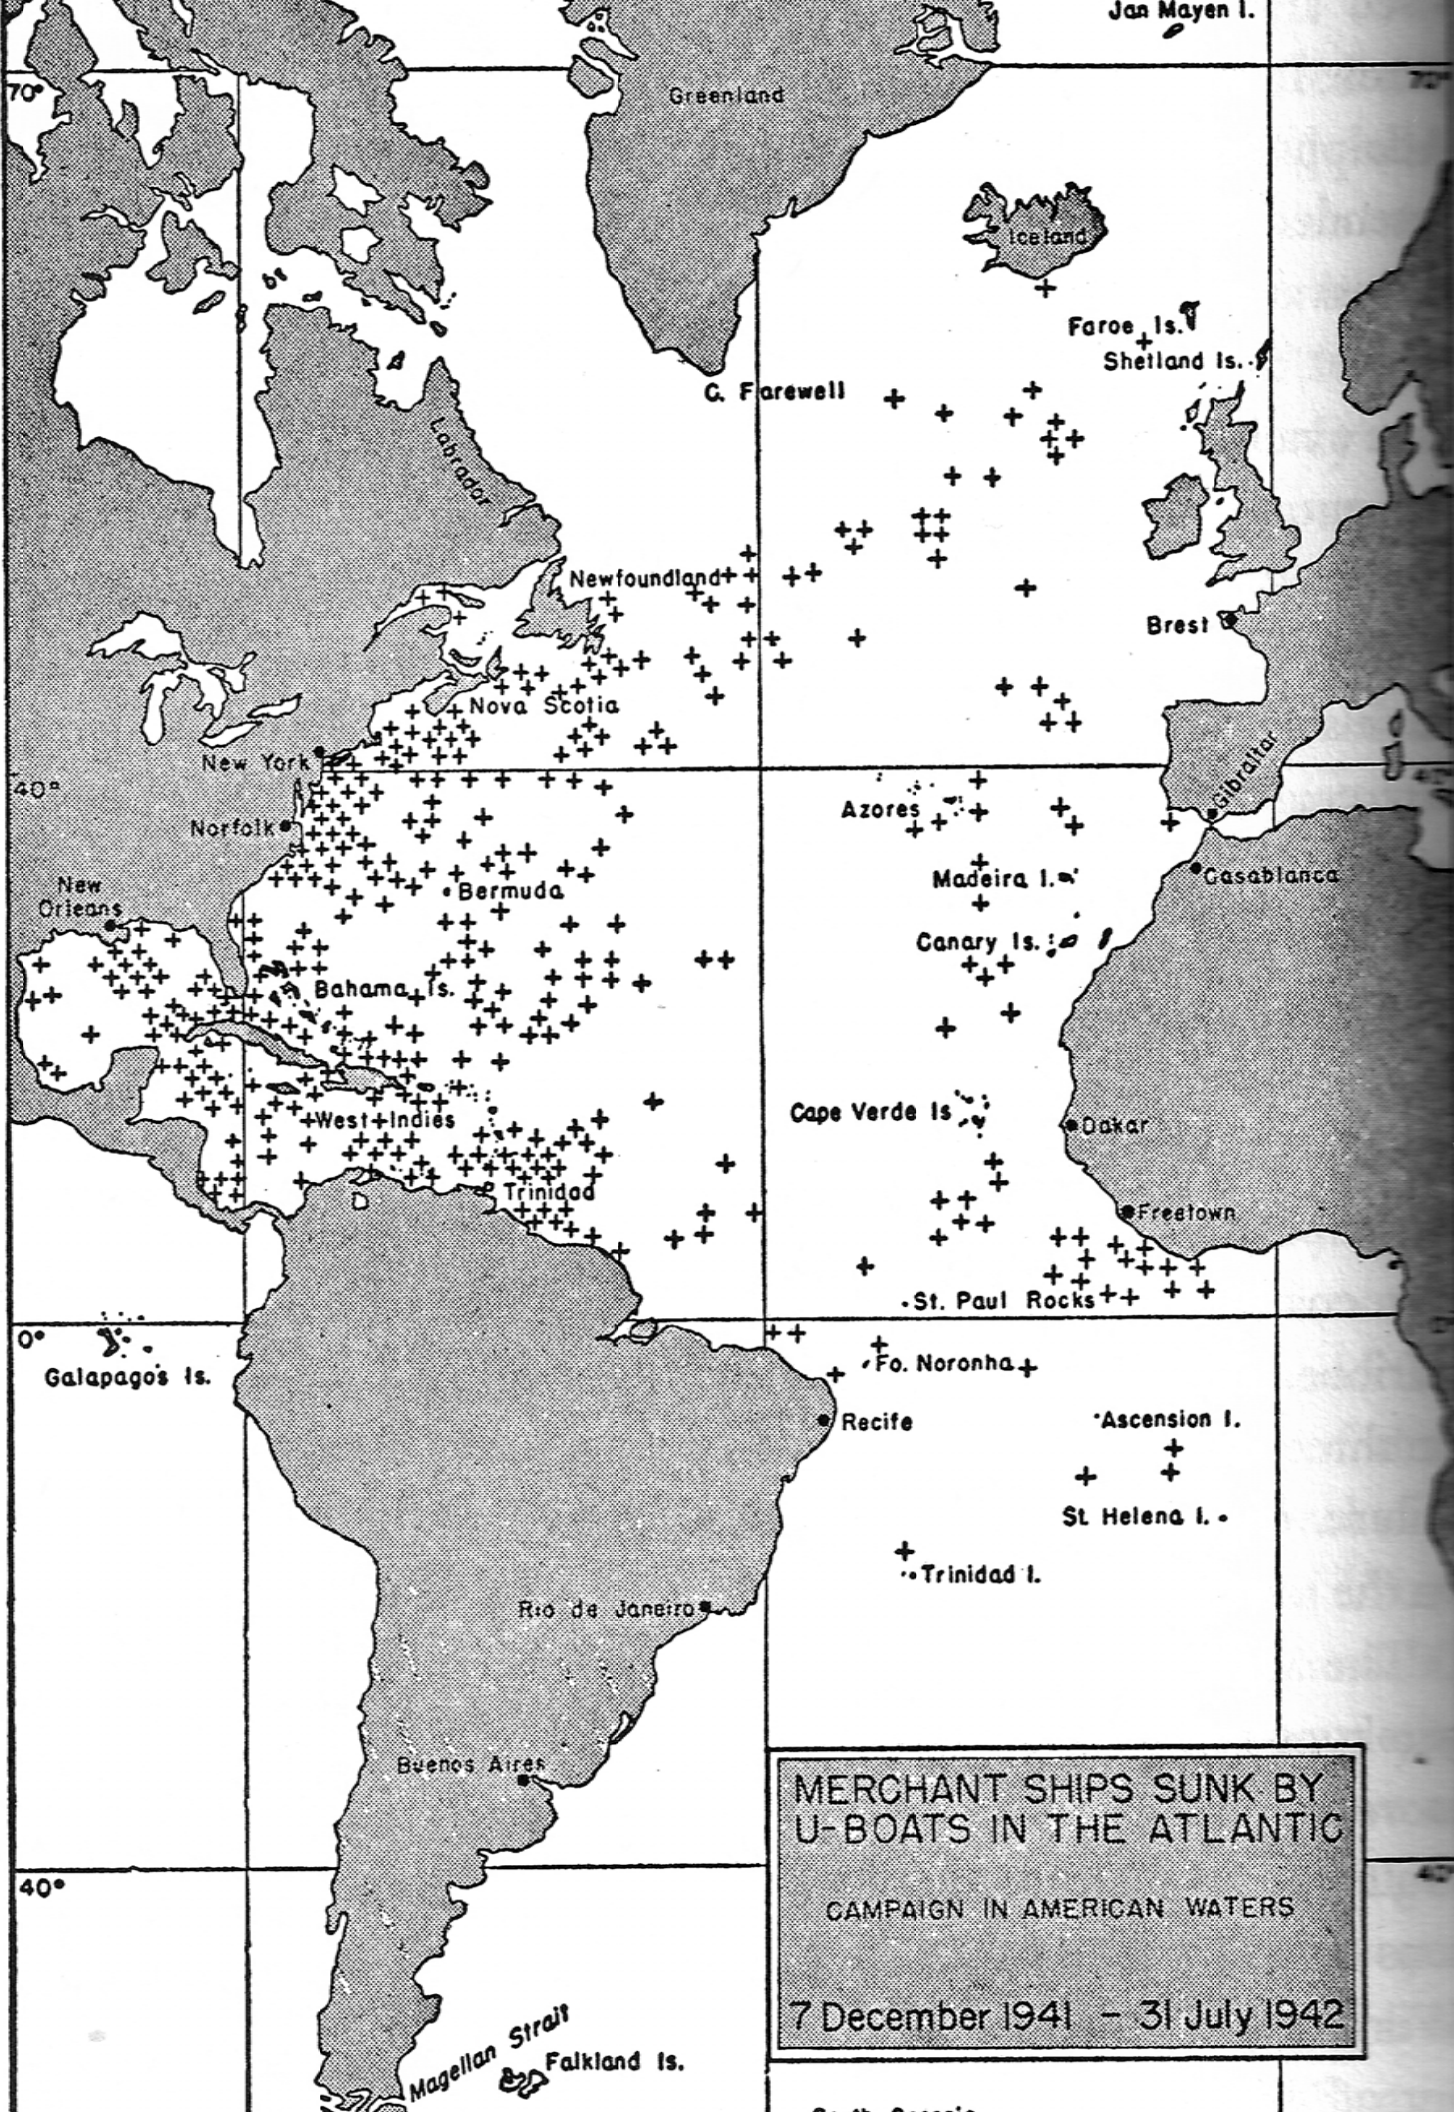 Jan Mayen I.
70°
70°
Greenland
Iceland
Faroe Is.
Shetland Is.
C. Farewell
Labrador
Newfoundland
Brest
Nova Scotia
New York
Gibraltar
40°
40°
Azores
Norfolk
Casablanca
Madeira I.
New
Orleans
Bermuda
Canary Is.
Bahama Is.
Cape Verde Is
West Indies
Dakar
Trinidad
Freetown
St. Paul Rocks
0°
Fo. Noronha
Galapagos Is.
Recife
Ascension I.
St Helena I.
Trinidad I.
Rio de Janeiro
Buenos Aires
MERCHANT SHIPS SUNK BY
U-BOATS IN THE ATLANTIC
40°
40°
CAMPAIGN IN AMERICAN WATERS
7 December 1941 - 31 July 1942
Magellan Strait
Falkland Is.